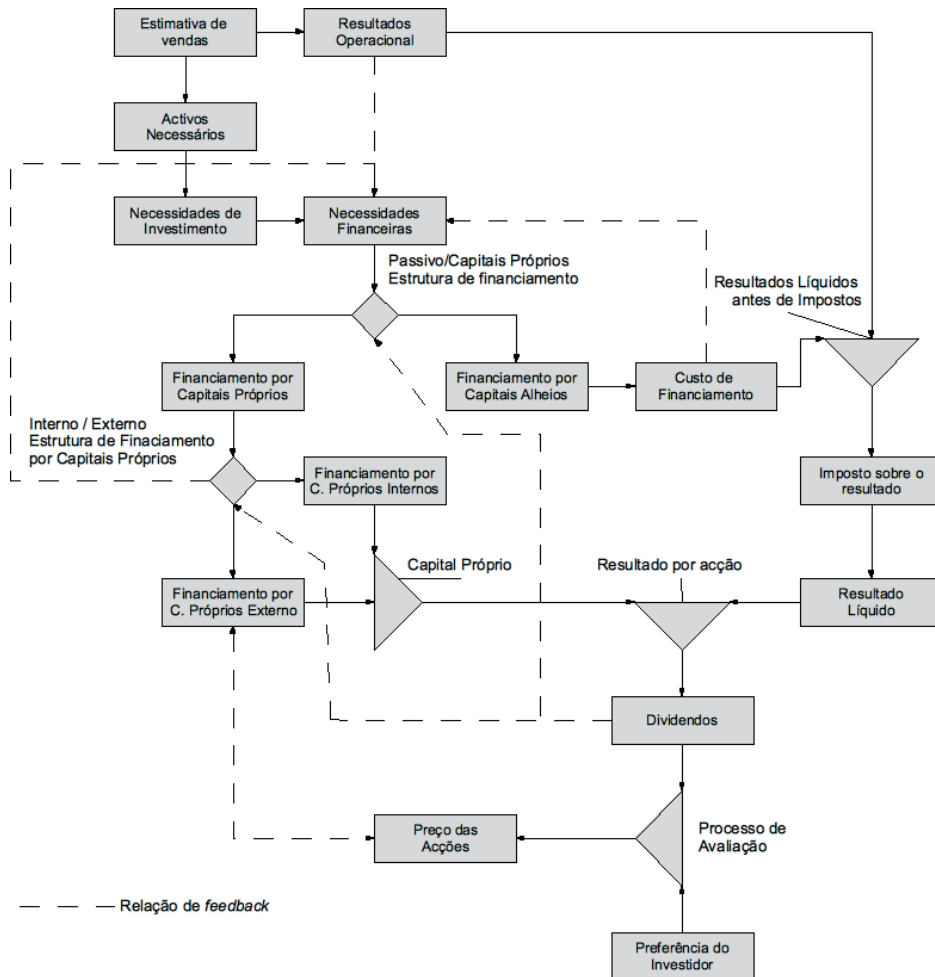 Estimativa de
vendas
Resultados
Operacional
Activos
Necessários
Necessidades de
Investimento
Necessidades
Financeiras
Passivo/Capitais Próprios
Estrutura de financiamento
Resultados Líquidos
antes de Impostos
Financiamento por
Capitais Próprios
Financiamento por
Capitais Alheios
Custo de
Financiamento
Interno / Externo
Estrutura de Finaciamento
por Capitais Próprios
Financiamento por
C. Próprios Internos
Imposto sobre o
resultado
Capital Próprio
Resultado por acção
Financiamento por
C. Próprios Externo
Resultado
Líquido
Dividendos
Preço das
Acções
Processo de
Avaliação
Relação de feedback
Preferência do
Investidor